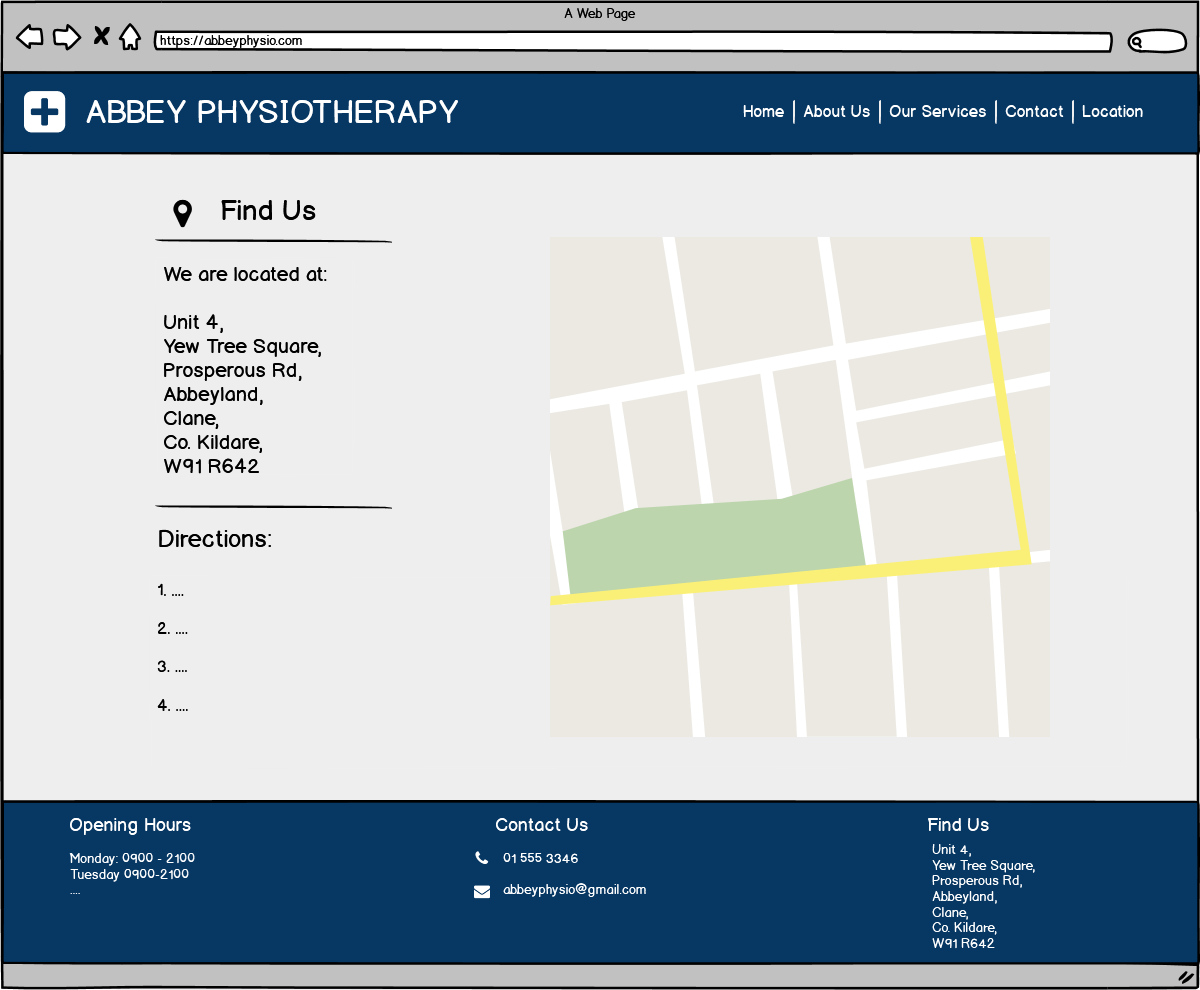 A Web Page
https://abbeyphysio.com
ABBEY PHYSIOTHERAPY
Home | About Us | Our Services | Contact | Location
Find Us
We are located at:
Unit 4,
Yew Tree Square,
Prosperous Rd,
Abbeyland,
Clane,
Co. Kildare,
W91 R642
Directions:
1. ....
2. ....
3. ....
4. ....
Opening Hours
Monday: 0900 - 2100
Tuesday 0900-2100
....
Contact Us
01 555 3346
abbeyphysio@gmail.com
Find Us
Unit 4,
Yew Tree Square,
Prosperous Rd,
Abbeyland,
Clane,
Co. Kildare,
W91 R642